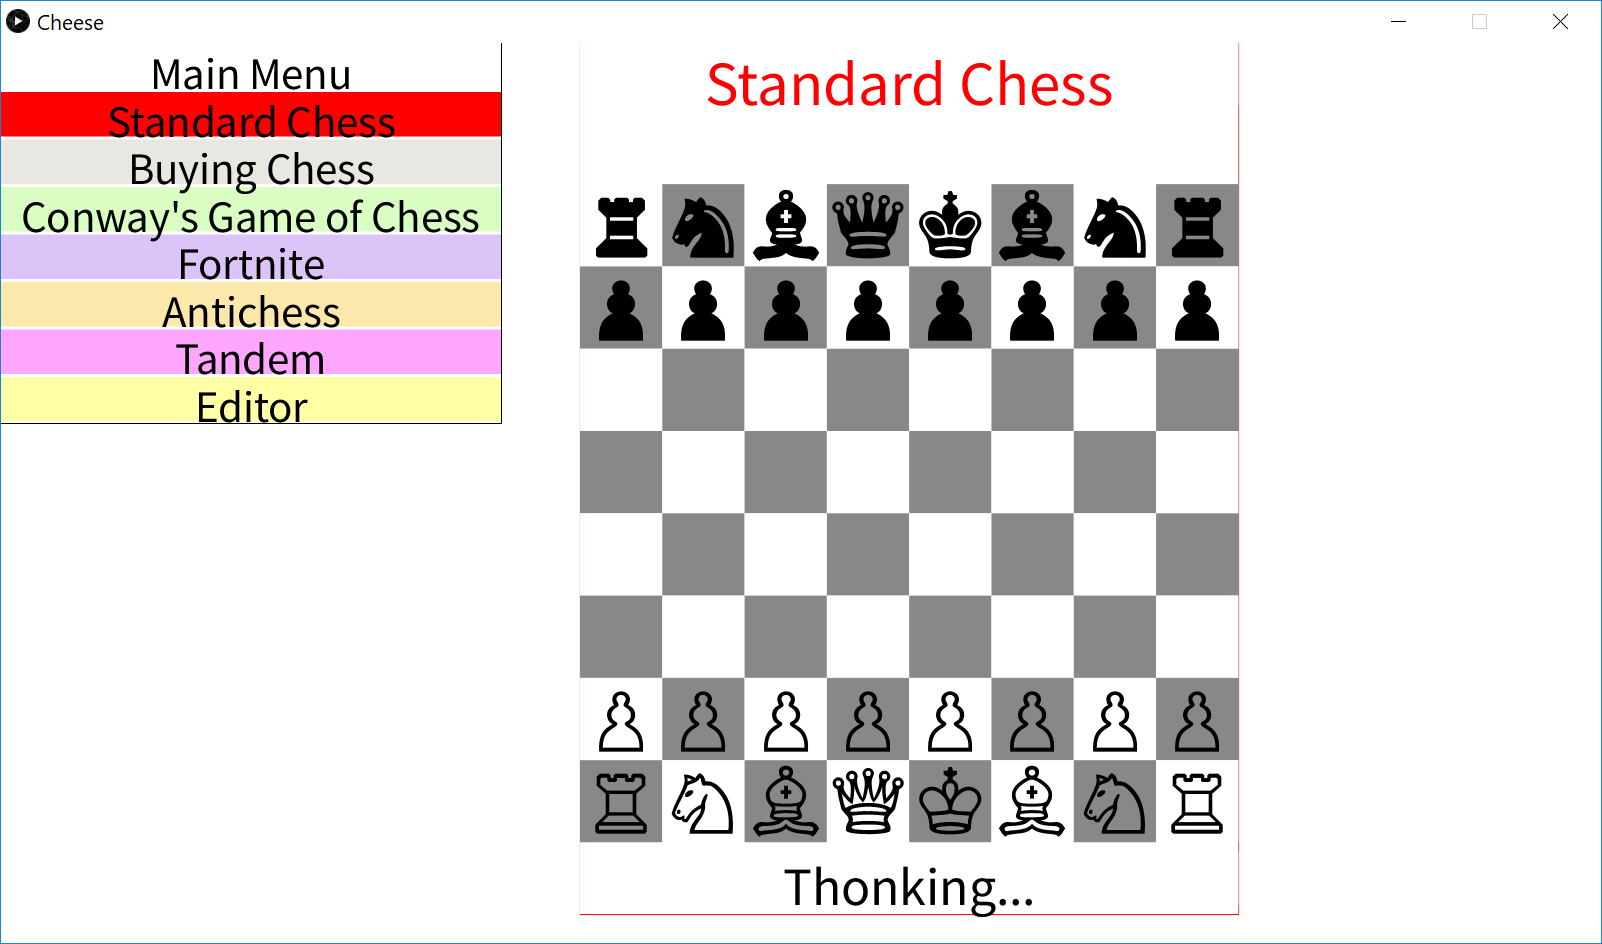 Cheese
Main Menu
Standard Chess
Buying Chess
Conway's Game of Chess
Fortnite
Antichess
Tandem
Editor
Standard Chess
Thonking...